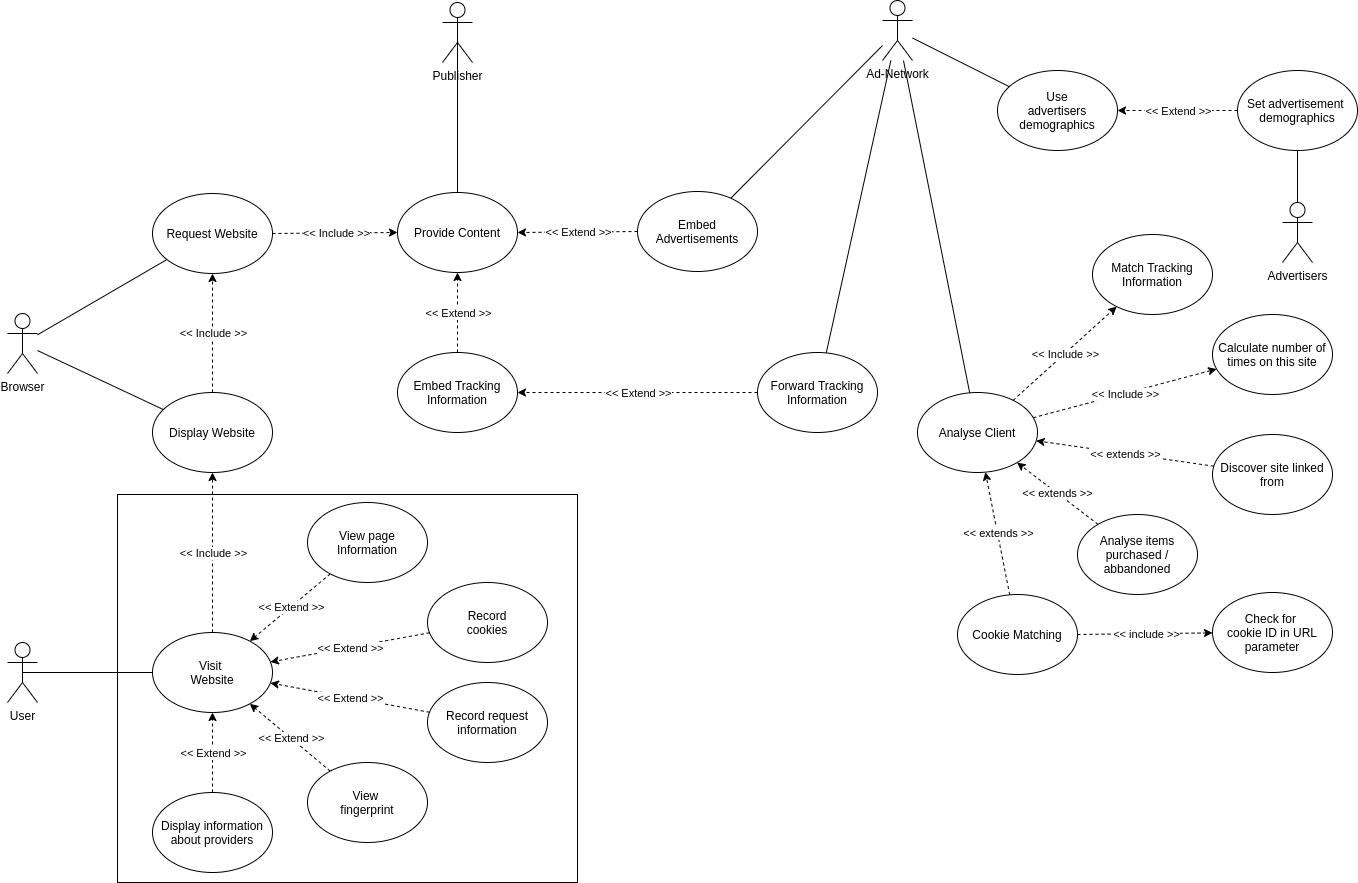 Publisher
Ad-Network
Use
advertisers
demographics
<< Extend >>
Set advertisement
demographics
Request Website
<< Include >>
Provide Content
<< Extend >>
Embed
Advertisements
Advertisers
Match Tracking
Information
<< Include >>
<< Extend >>
<< Include >>
Calculate number of
times on this site
Browser
Embed Tracking
Information
<< Extend >>
Forward Tracking
Information
<< Include >>
Display Website
Analyse Client
<< extends >>
Discover site linked
from
<< extends >>
<< Include >>
View page
Information
<< extends >>
Analyse items
purchased /
abbandoned
<< Extend >>
Record
cookies
Cookie Matching
<< include >>
Check for
cookie ID in URL
parameter
<< Extend >>
Visit
Website
User
<< Extend >>
Record request
information
<< Extend >>
<< Extend >>
View
fingerprint
Display information
about providers